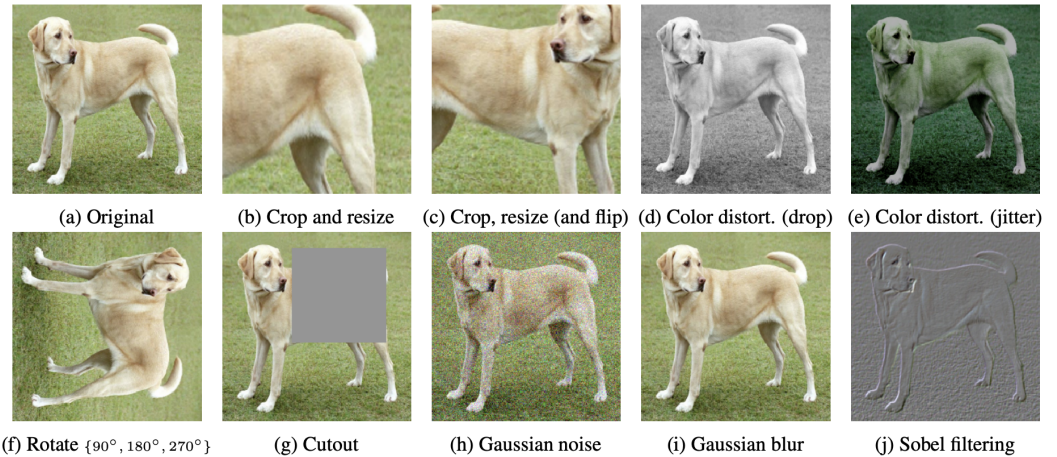 (a) Original
(b) Crop and resize
(c) Crop, resize (and flip)
(d) Color distort. (drop)
(e) Color distort. (jitter)
(f) Rotate {90°, 180°, 270°}
(g) Cutout
(h) Gaussian noise
(i) Gaussian blur
(j) Sobel filtering